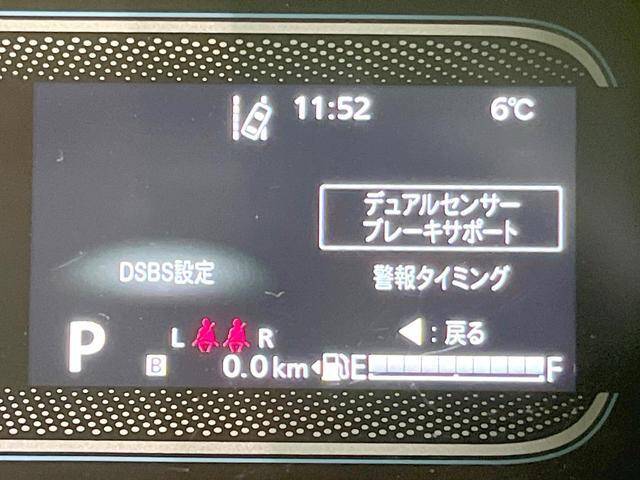 11:52 6℃
デュアルセンサー
ブレーキサポート
DSBS設定 警報タイミング
◀:戻る
P L R
B 0.0km E F